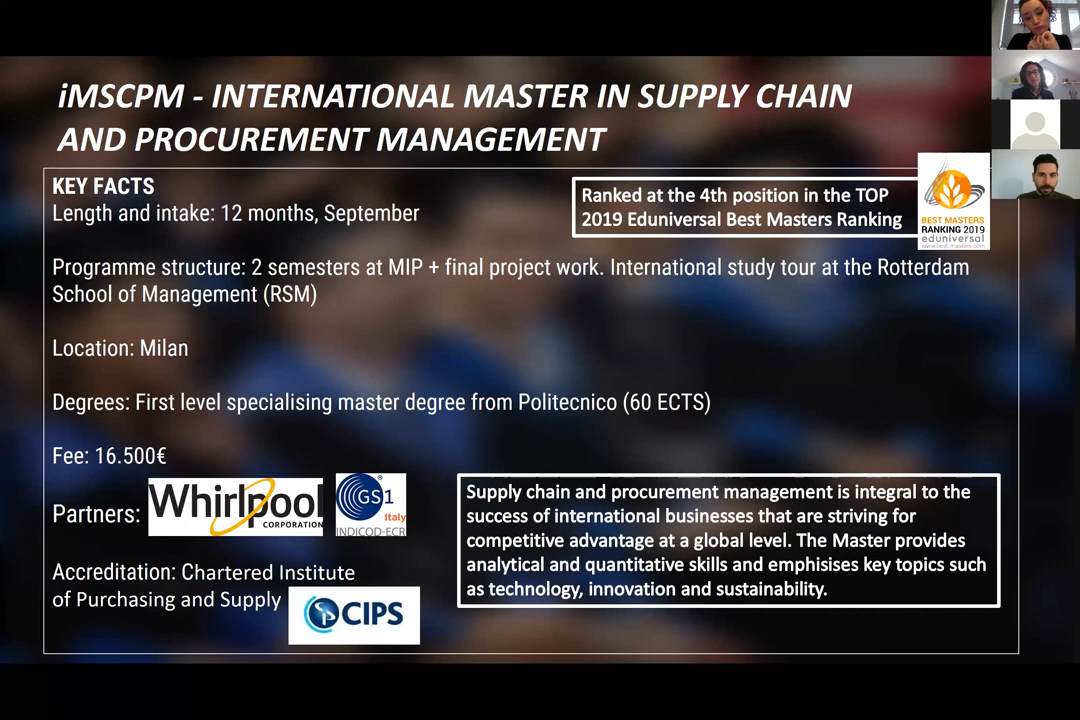 iMSCPM - INTERNATIONAL MASTER IN SUPPLY CHAIN
AND PROCUREMENT MANAGEMENT
KEY FACTS
Length and intake: 12 months, September
Ranked at the 4th position in the TOP
2019 Eduniversal Best Masters Ranking
BEST MASTERS
RANKING 2019
eduniversal
www.best-masters.com
Programme structure: 2 semesters at MIP + final project work. International study tour at the Rotterdam
School of Management (RSM)
Location: Milan
Degrees: First level specialising master degree from Politecnico (60 ECTS)
Fee: 16.500€
Partners:
Whirlpool
CORPORATION
GS1
®
Italy
INDICOD-ECR
Supply chain and procurement management is integral to the
success of international businesses that are striving for
competitive advantage at a global level. The Master provides
analytical and quantitative skills and emphisises key topics such
as technology, innovation and sustainability.
Accreditation: Chartered Institute
of Purchasing and Supply
CIPS